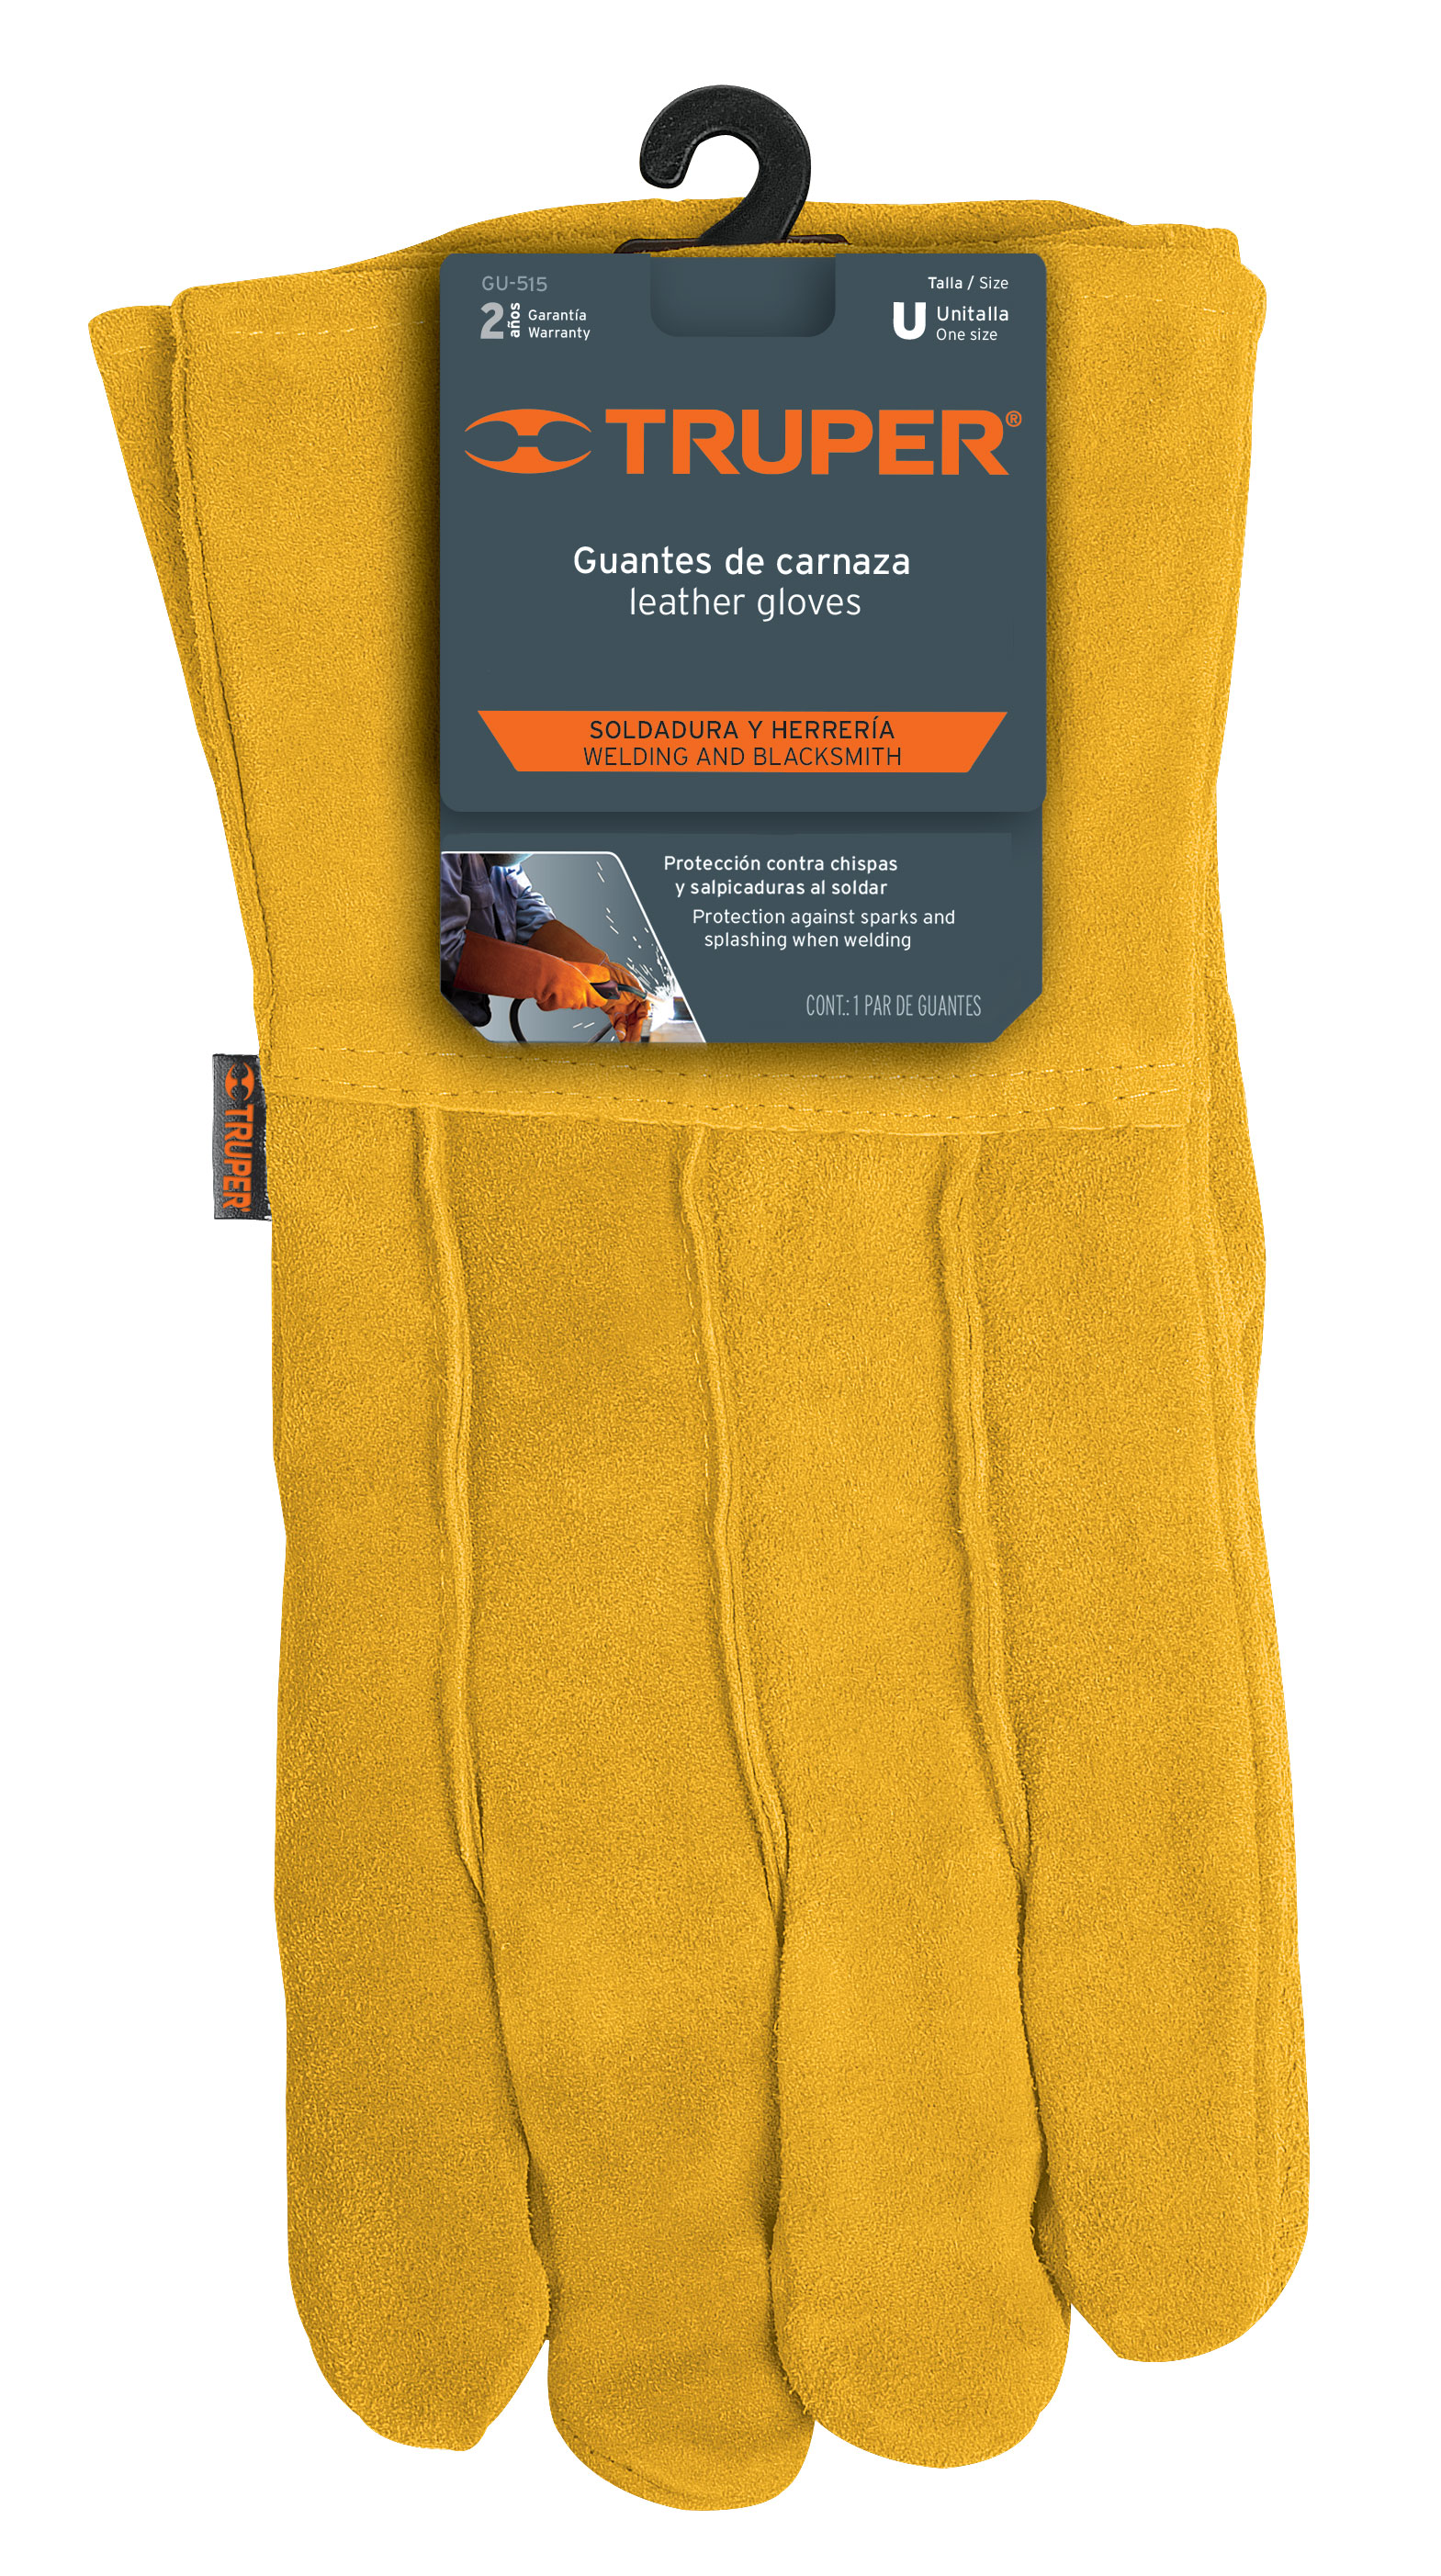 GU-515
2 años Garantía
Warranty
Talla / Size
U Unitalla
One size
TRUPER®
Guantes de carnaza
leather gloves
SOLDADURA Y HERRERÍA
WELDING AND BLACKSMITH
Protección contra chispas
y salpicaduras al soldar
Protection against sparks and
splashing when welding
CONT.: 1 PAR DE GUANTES
TRUPER